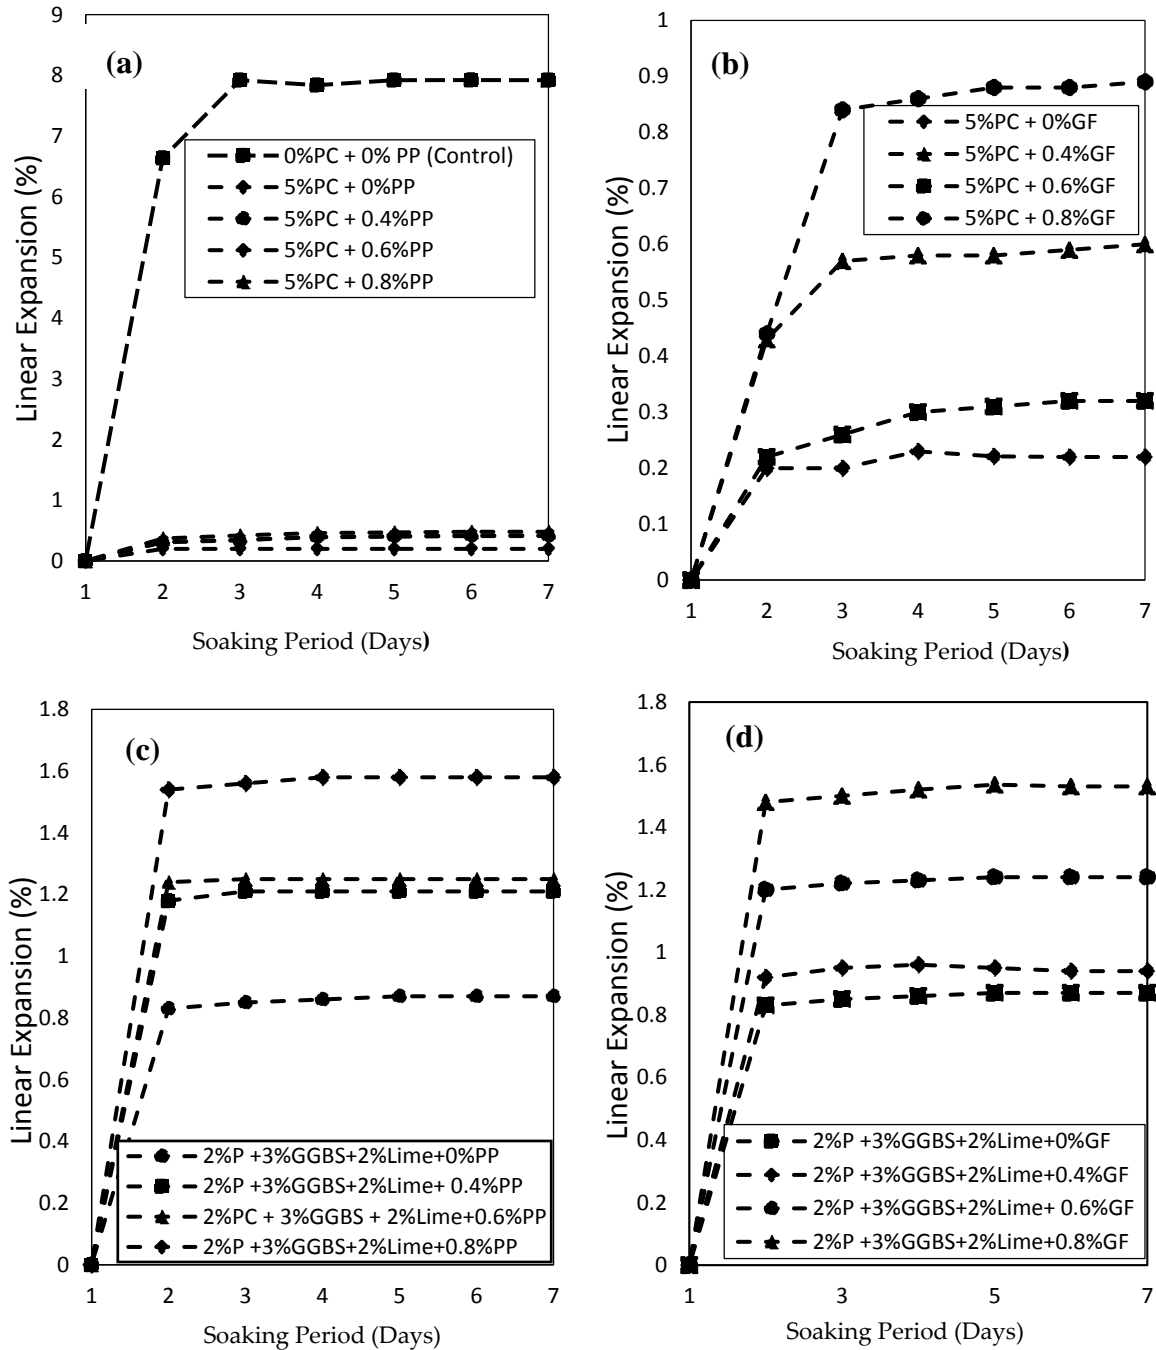 (a)
Linear Expansion (%)
9
8
7
6
5
4
3
2
1
0
0%PC + 0% PP (Control)
5%PC + 0%PP
5%PC + 0.4%PP
5%PC + 0.6%PP
5%PC + 0.8%PP
1 2 3 4 5 6 7
Soaking Period (Days)
(b)
Linear Expansion (%)
1
0.9
0.8
0.7
0.6
0.5
0.4
0.3
0.2
0.1
0
5%PC + 0%GF
5%PC + 0.4%GF
5%PC + 0.6%GF
5%PC + 0.8%GF
1 2 3 4 5 6 7
Soaking Period (Days)
(c)
Linear Expansion (%)
1.8
1.6
1.4
1.2
1
0.8
0.6
0.4
0.2
0
2%P +3%GGBS+2%Lime+0%PP
2%P +3%GGBS+2%Lime+ 0.4%PP
2%PC + 3%GGBS + 2%Lime+0.6%PP
2%P +3%GGBS+2%Lime+0.8%PP
1 2 3 4 5 6 7
Soaking Period (Days)
(d)
Linear Expansion (%)
1.8
1.6
1.4
1.2
1
0.8
0.6
0.4
0.2
0
2%P +3%GGBS+2%Lime+0%GF
2%P +3%GGBS+2%Lime+0.4%GF
2%P +3%GGBS+2%Lime+ 0.6%GF
2%P +3%GGBS+2%Lime+0.8%GF
1 3 5 7
Soaking Period (Days)